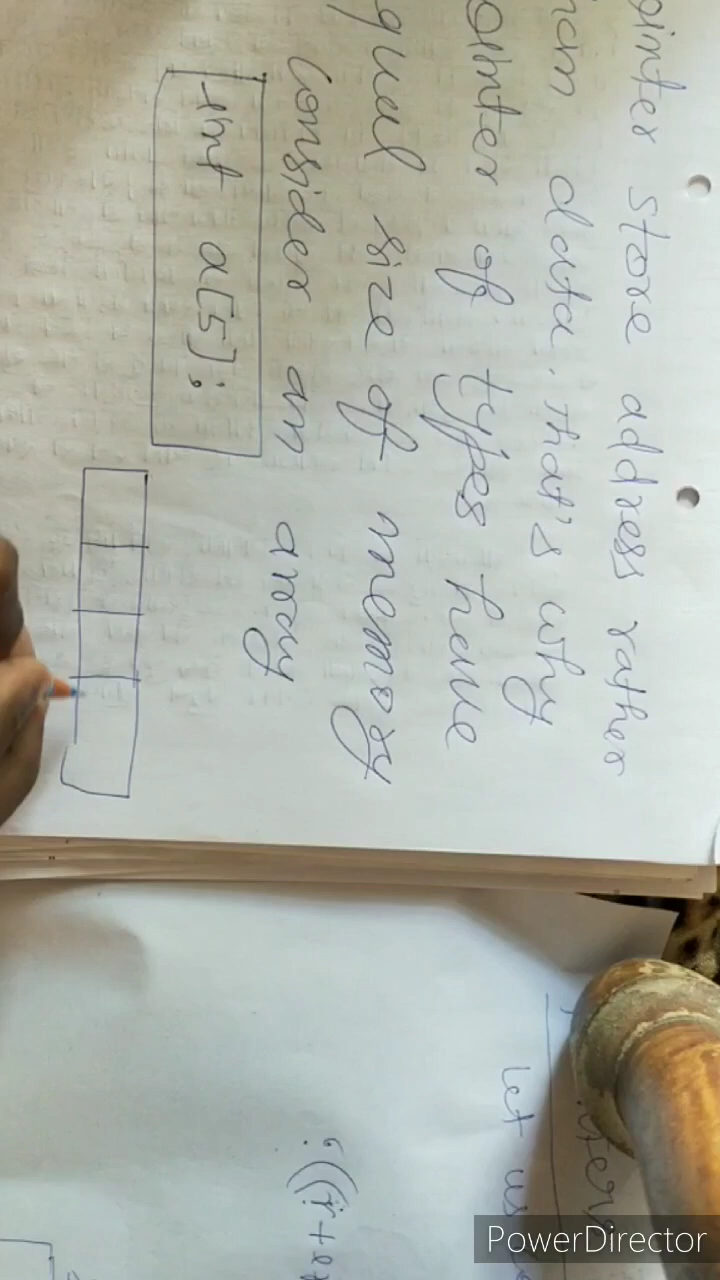 ointer store address rather
han data, that's why
ointer of types have
qual size of memory
Consider an array
int a[5];
let us
PowerDirector